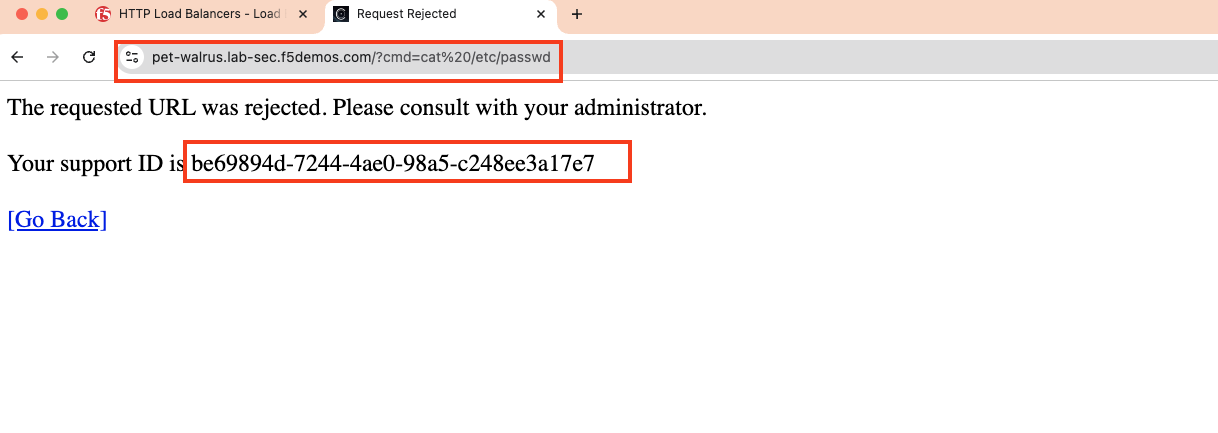 HTTP Load Balancers - Load
Request Rejected
pet-walrus.lab-sec.f5demos.com/?cmd=cat%20/etc/passwd
The requested URL was rejected. Please consult with your administrator.
Your support ID is be69894d-7244-4ae0-98a5-c248ee3a17e7
[Go Back]